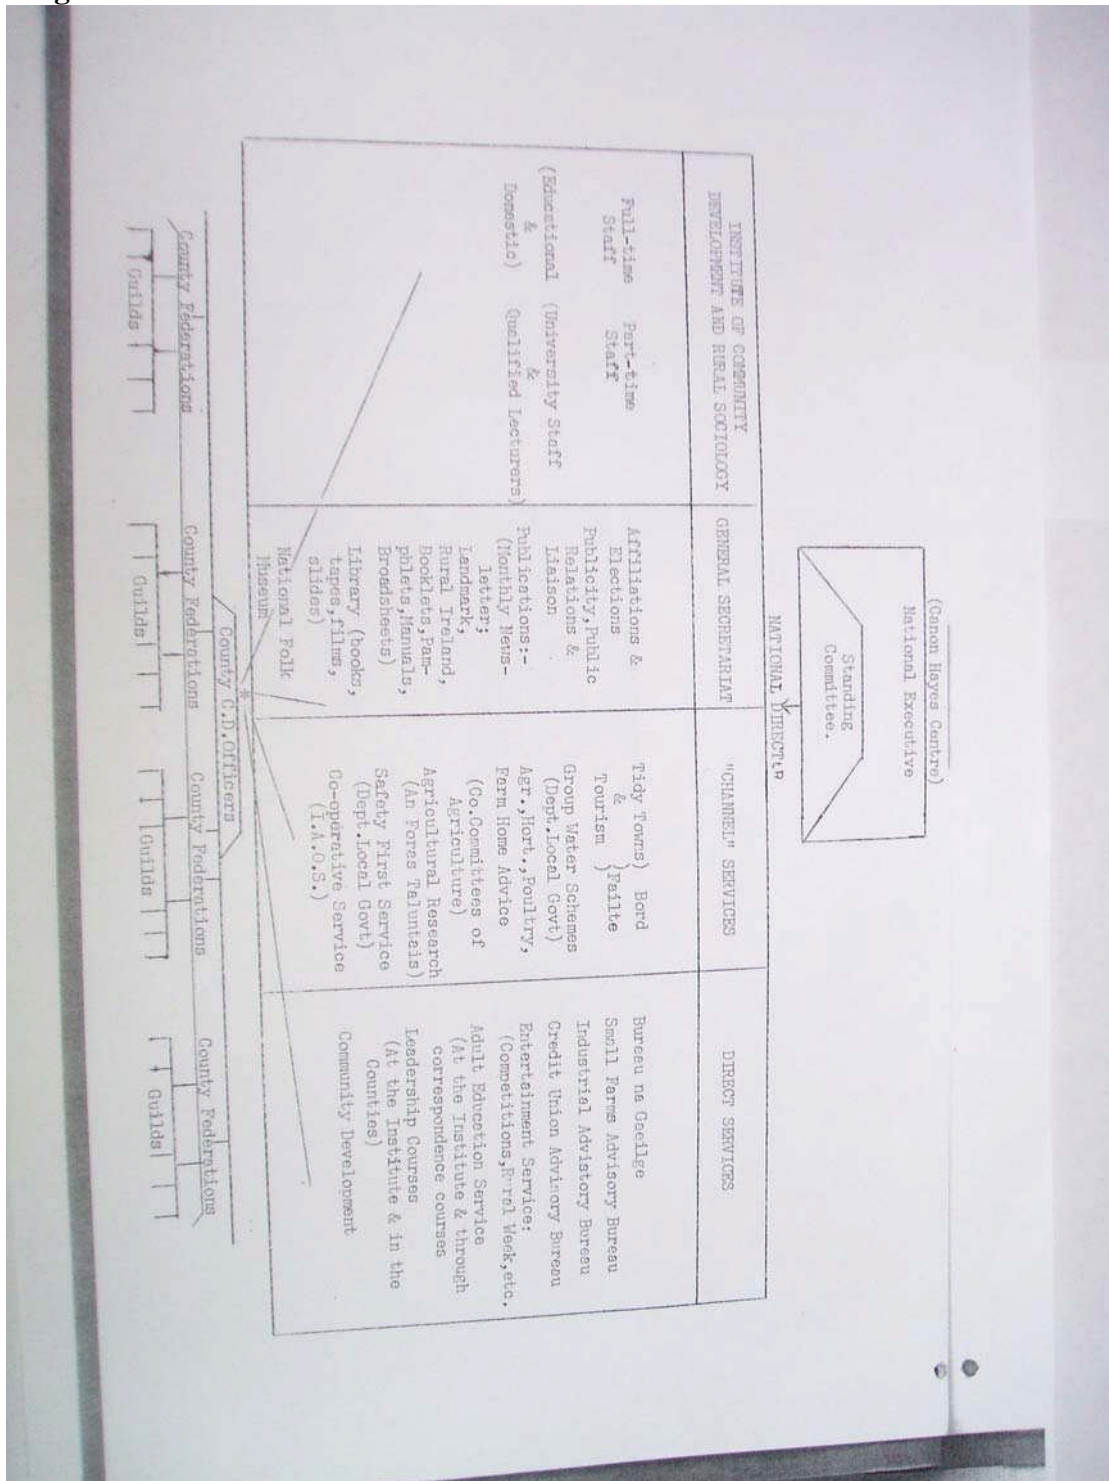 (Canon Hayes Centre)
National Executive
Standing
Committee.
NATIONAL DIRECTtR
INSTITUTE OF COMMUNITY
DEVELOPMENT AND RURAL SOCIOLOGY
Full-time Part-time
Staff Staff
(Educational (University Staff
& &
Domestic) Qualified Lecturers)
GENERAL SECRETARIAT
Affiliations &
Elections
Publicity,Public
Relations &
Liaison
Publications:-
(Monthly News-
letter;
Landmark,
Rural Ireland,
Booklets,Pam-
phlets,Manuals,
Broadsheets)
Library (books,
tapes,films,
slides)
National Folk
Museum
"CHANNEL" SERVICES
Tidy Towns) Bord
& )
Tourism ) Failte
Group Water Schemes
(Dept.Local Govt)
Agr.,Hort.,Poultry,
Farm Home Advice
(Co.Committees of
Agriculture)
Agricultural Research
(An Foras Taluntais)
Safety First Service
(Dept.Local Govt)
Co-operative Service
(I.A.O.S.)
DIRECT SERVICES
Bureau na Gaeilge
Small Farms Advisory Bureau
Industrial Advistory Bureau
Credit Union Advisory Bureau
Entertainment Service:
(Competitions,Rural Week,etc.
Adult Education Service
(At the Institute & through
correspondence courses
Leadership Courses
(At the Institute & in the
Counties)
Community Development
*
County C.D.Officers
County Federations County Federations County Federations County Federations
Guilds Guilds Guilds Guilds